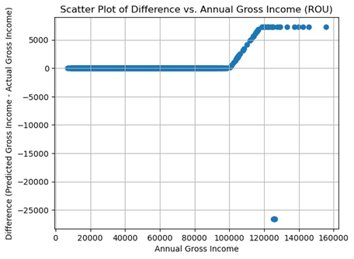 Scatter Plot of Difference vs. Annual Gross Income (ROU)
Difference (Predicted Gross Income - Actual Gross Income)
5000
0
−5000
−10000
−15000
−20000
−25000
0 20000 40000 60000 80000 100000 120000 140000 160000
Annual Gross Income